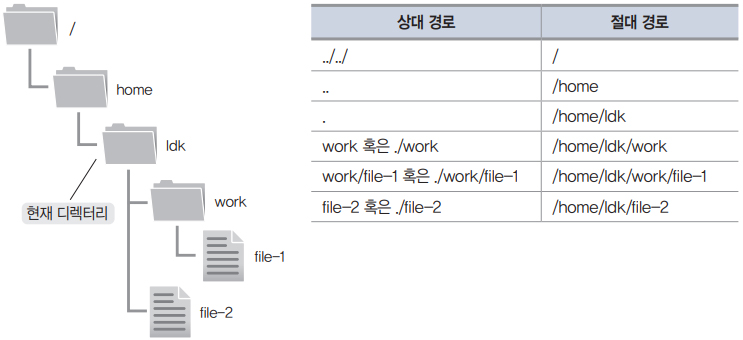 /
home
ldk
현재 디렉터리
work
file-1
file-2
상대 경로 절대 경로
../../ /
.. /home
. /home/ldk
work 혹은 ./work /home/ldk/work
work/file-1 혹은 ./work/file-1 /home/ldk/work/file-1
file-2 혹은 ./file-2 /home/ldk/file-2